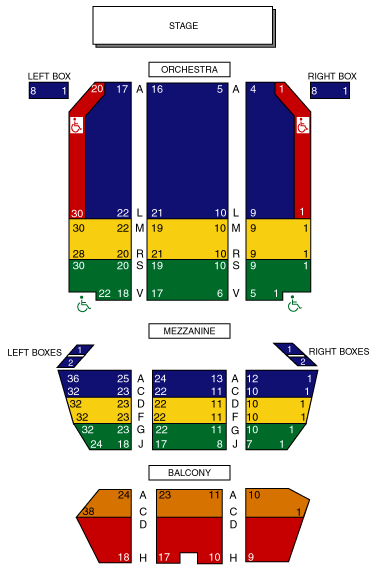 STAGE
ORCHESTRA
LEFT BOX RIGHT BOX
8 1 20 17 A 16 5 A 4 1 8 1
30 22 L 21 10 L 9 1
30 22 M 19 10 M 9 1
28 20 R 21 10 R 9 1
30 20 S 19 10 S 9 1
22 18 V 17 6 V 5 1
MEZZANINE
LEFT BOXES 1 1 RIGHT BOXES
2 2
36 25 A 24 13 A 12 1
32 23 C 22 11 C 10 1
32 23 D 22 11 D 10 1
32 23 F 22 11 F 10 1
32 23 G 22 11 G 10 1
24 18 J 17 8 J 7 1
BALCONY
24 A 23 11 A 10
38 C C 1
D D
18 H 17 10 H 9